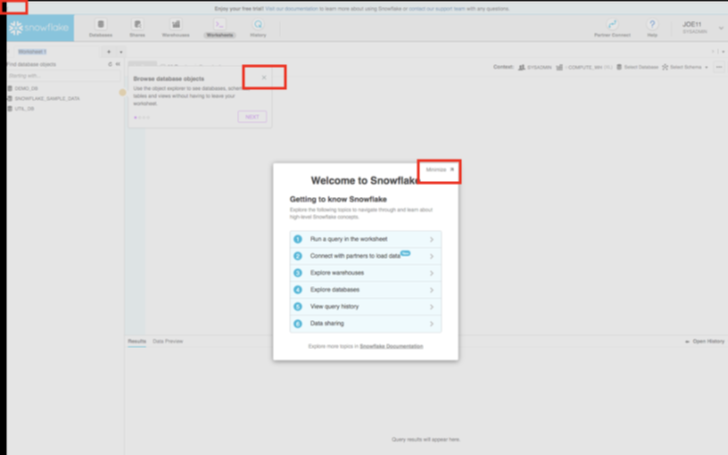 Enjoy your free trial! Visit our documentation to learn more about using Snowflake or contact our support team with any questions.
snowflake
Databases
Shares
Warehouses
Worksheets
History
Partner Connect
Help
JOE11
SYSADMIN
Worksheet 1
Find database objects
Starting with...
DEMO_DB
SNOWFLAKE_SAMPLE_DATA
UTIL_DB
Context:
SYSADMIN
COMPUTE_WH
Select Database
Select Schema
Browse database objects
Use the object explorer to see databases,
tables and views without having to leave your
worksheet.
NEXT
Minimize
Welcome to Snowflake
Getting to know Snowflake
Explore the following topics to navigate through and learn about
high-level Snowflake concepts.
1 Run a query in the worksheet
2 Connect with partners to load data
3 Explore warehouses
4 Explore databases
5 View query history
6 Data sharing
Explore more topics in Snowflake Documentation
Results
Data Preview
Open History
Query results will appear here.